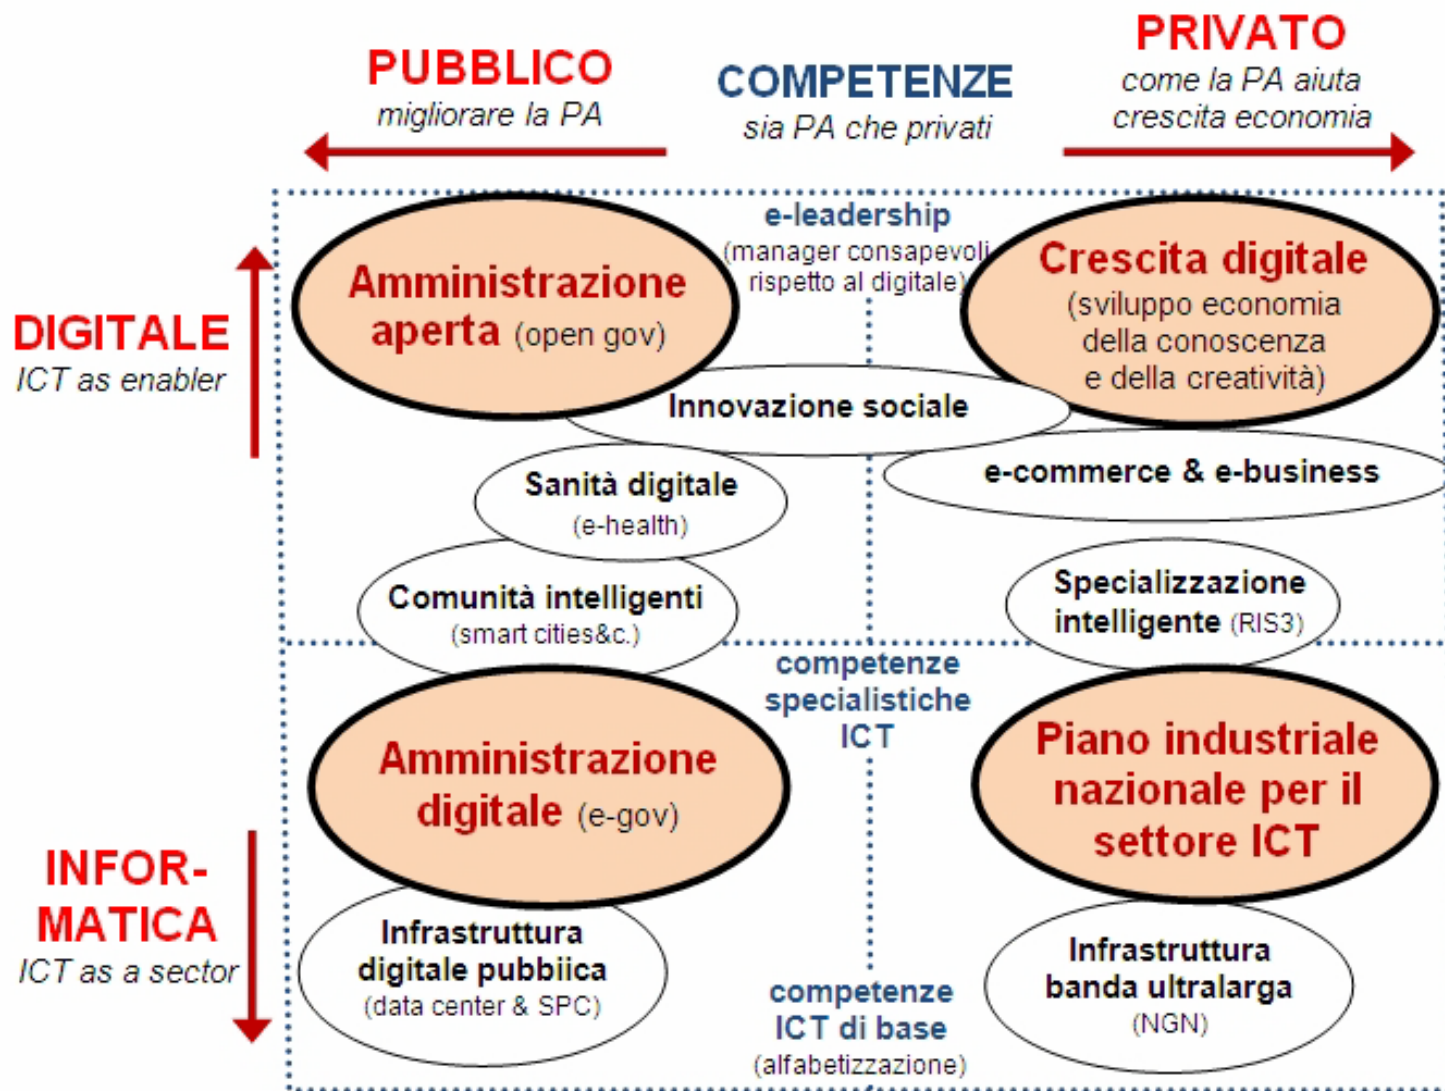 PUBBLICO
migliorare la PA
COMPETENZE
sia PA che privati
PRIVATO
come la PA aiuta
crescita economia
DIGITALE
ICT as enabler
Amministrazione
aperta (open gov)
e-leadership
(manager consapevoli
rispetto al digitale)
Crescita digitale
(sviluppo economia
della conoscenza
e della creatività)
Innovazione sociale
Sanità digitale
(e-health)
e-commerce & e-business
Comunità intelligenti
(smart cities&c.)
Specializzazione
intelligente (RIS3)
competenze
specialistiche
ICT
INFOR-
MATICA
ICT as a sector
Amministrazione
digitale (e-gov)
Piano industriale
nazionale per il
settore ICT
Infrastruttura
digitale pubbiica
(data center & SPC)
competenze
ICT di base
(alfabetizzazione)
Infrastruttura
banda ultralarga
(NGN)